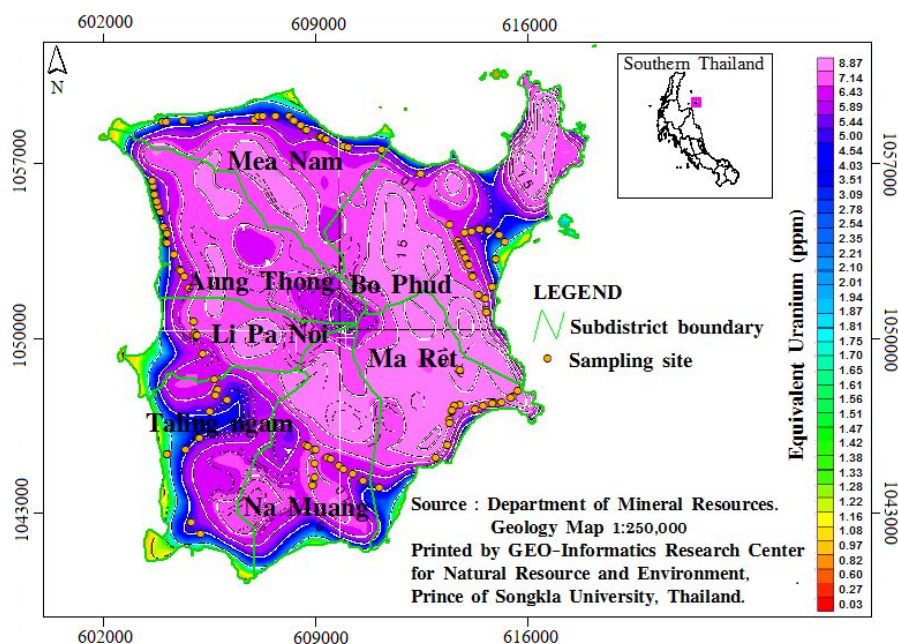 602000 609000 616000
Southern Thailand
N
Equivalent Uranium (ppm)
8.87
7.14
6.43
5.89
5.44
5.00
4.54
4.03
3.51
3.09
2.78
2.54
2.35
2.21
2.10
2.01
1.94
1.87
1.81
1.75
1.70
1.65
1.61
1.56
1.51
1.47
1.42
1.38
1.33
1.28
1.22
1.16
1.08
0.97
0.82
0.60
0.27
0.03
1057000
1050000
1043000
1057000
1050000
1043000
Mea Nam
10
15
15
Aung Thong
Bo Phud
Li Pa Noi
Ma Ret
Taling ngam
Na Muang
LEGEND
Subdistrict boundary
Sampling site
Source : Department of Mineral Resources.
Geology Map 1:250,000
Printed by GEO-Informatics Research Center
for Natural Resource and Environment,
Prince of Songkla University, Thailand.
602000 609000 616000